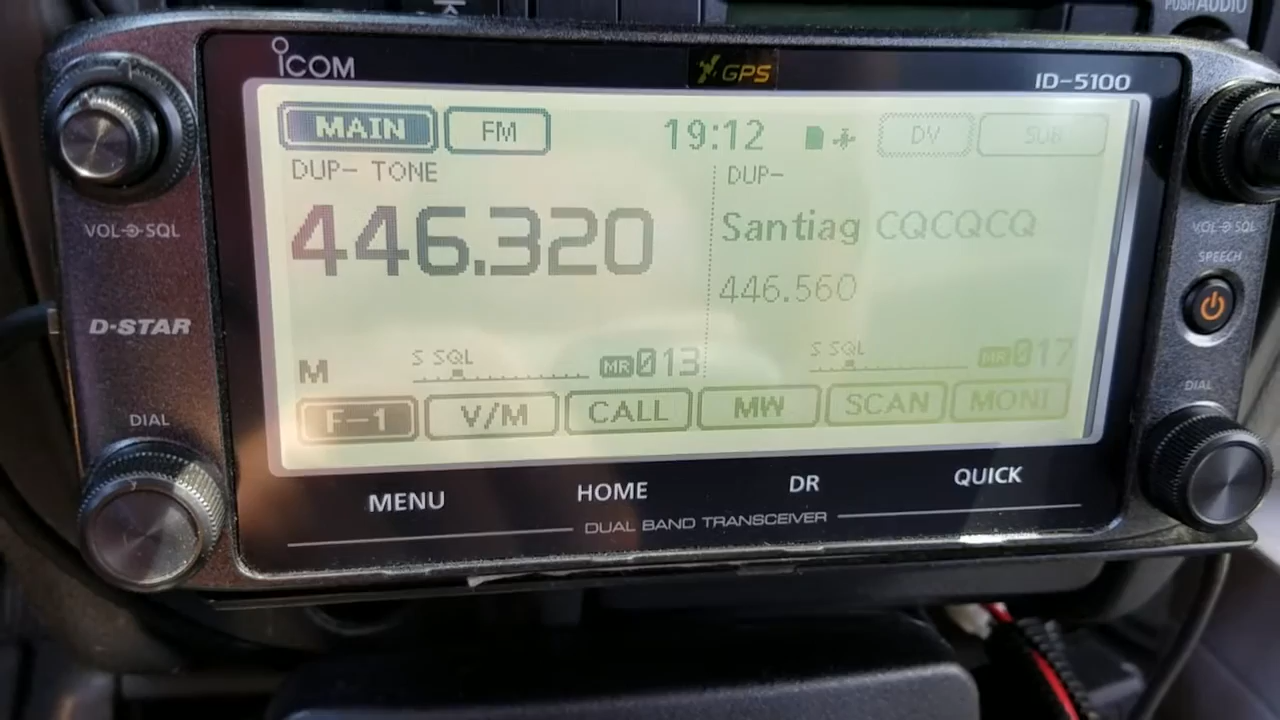 PUSH AUDIO
ICOM
GPS
ID-5100
MAIN FM 19:12 DV SUB
DUP- TONE DUP-
446.320 Santiag CQCQCQ
446.560
M S SQL MR 013 S SQL MR 017
F-1 V/M CALL MW SCAN MONI
VOL SQL
D-STAR
DIAL
VOL SQL
SPEECH
DIAL
MENU HOME DR QUICK
DUAL BAND TRANSCEIVER